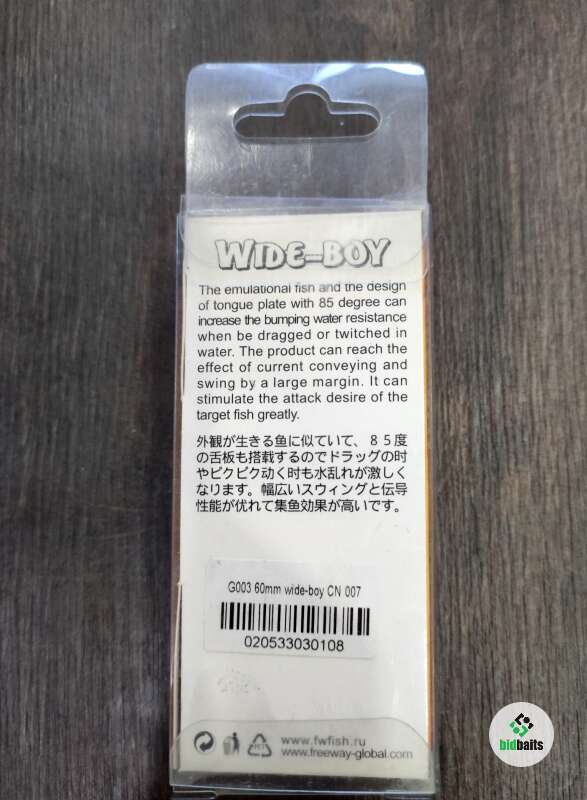 WIDE-BOY
The emulational fish and the design
of tongue plate with 85 degree can
increase the bumping water resistance
when be dragged or twitched in
water. The product can reach the
effect of current conveying and
swing by a large margin. It can
stimulate the attack desire of the
target fish greatly.
外観が生きる魚に似ていて、８５度
の舌板も搭載するのでドラッグの時
やピクピク动く時も水乱れが激しく
なります。幅広いスウィングと伝导
性能が优れて集魚効果が高いです。
G003 60mm wide-boy CN 007
020533030108
www.fwfish.ru
www.freeway-global.com
bidbaits